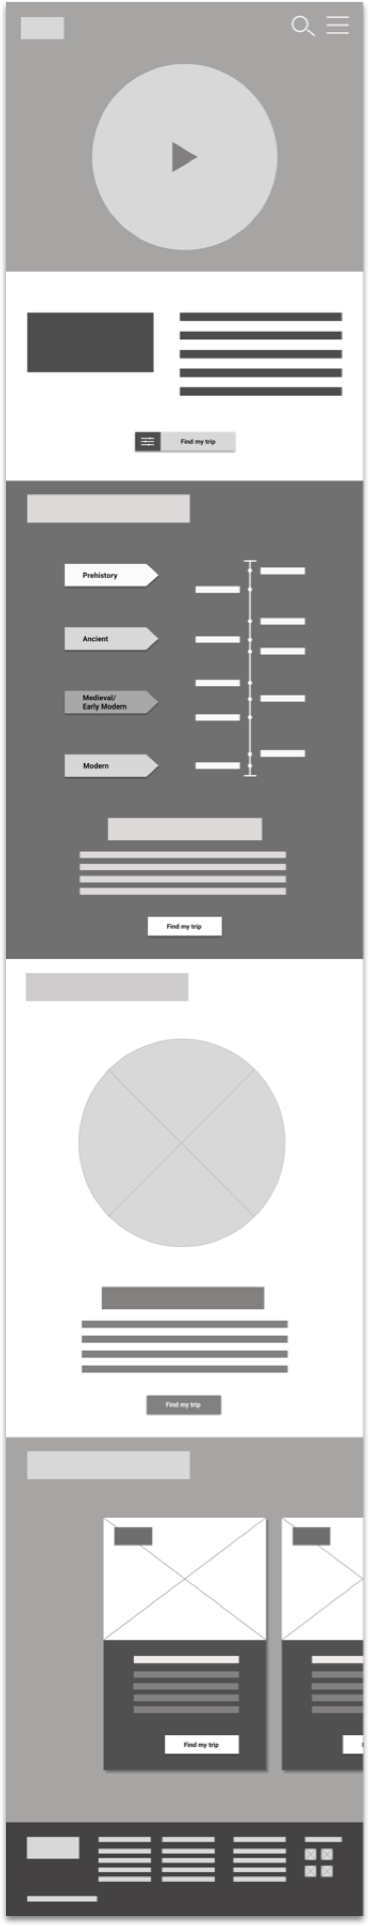 Find my trip
Prehistory
Ancient
Medieval/
Early Modern
Modern
Find my trip
Find my trip
Find my trip